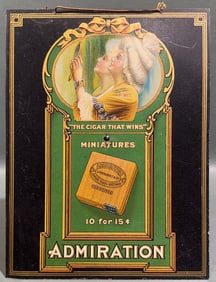 "THE CIGAR THAT WINS"
MINIATURES
10 for 15¢
ADMIRATION